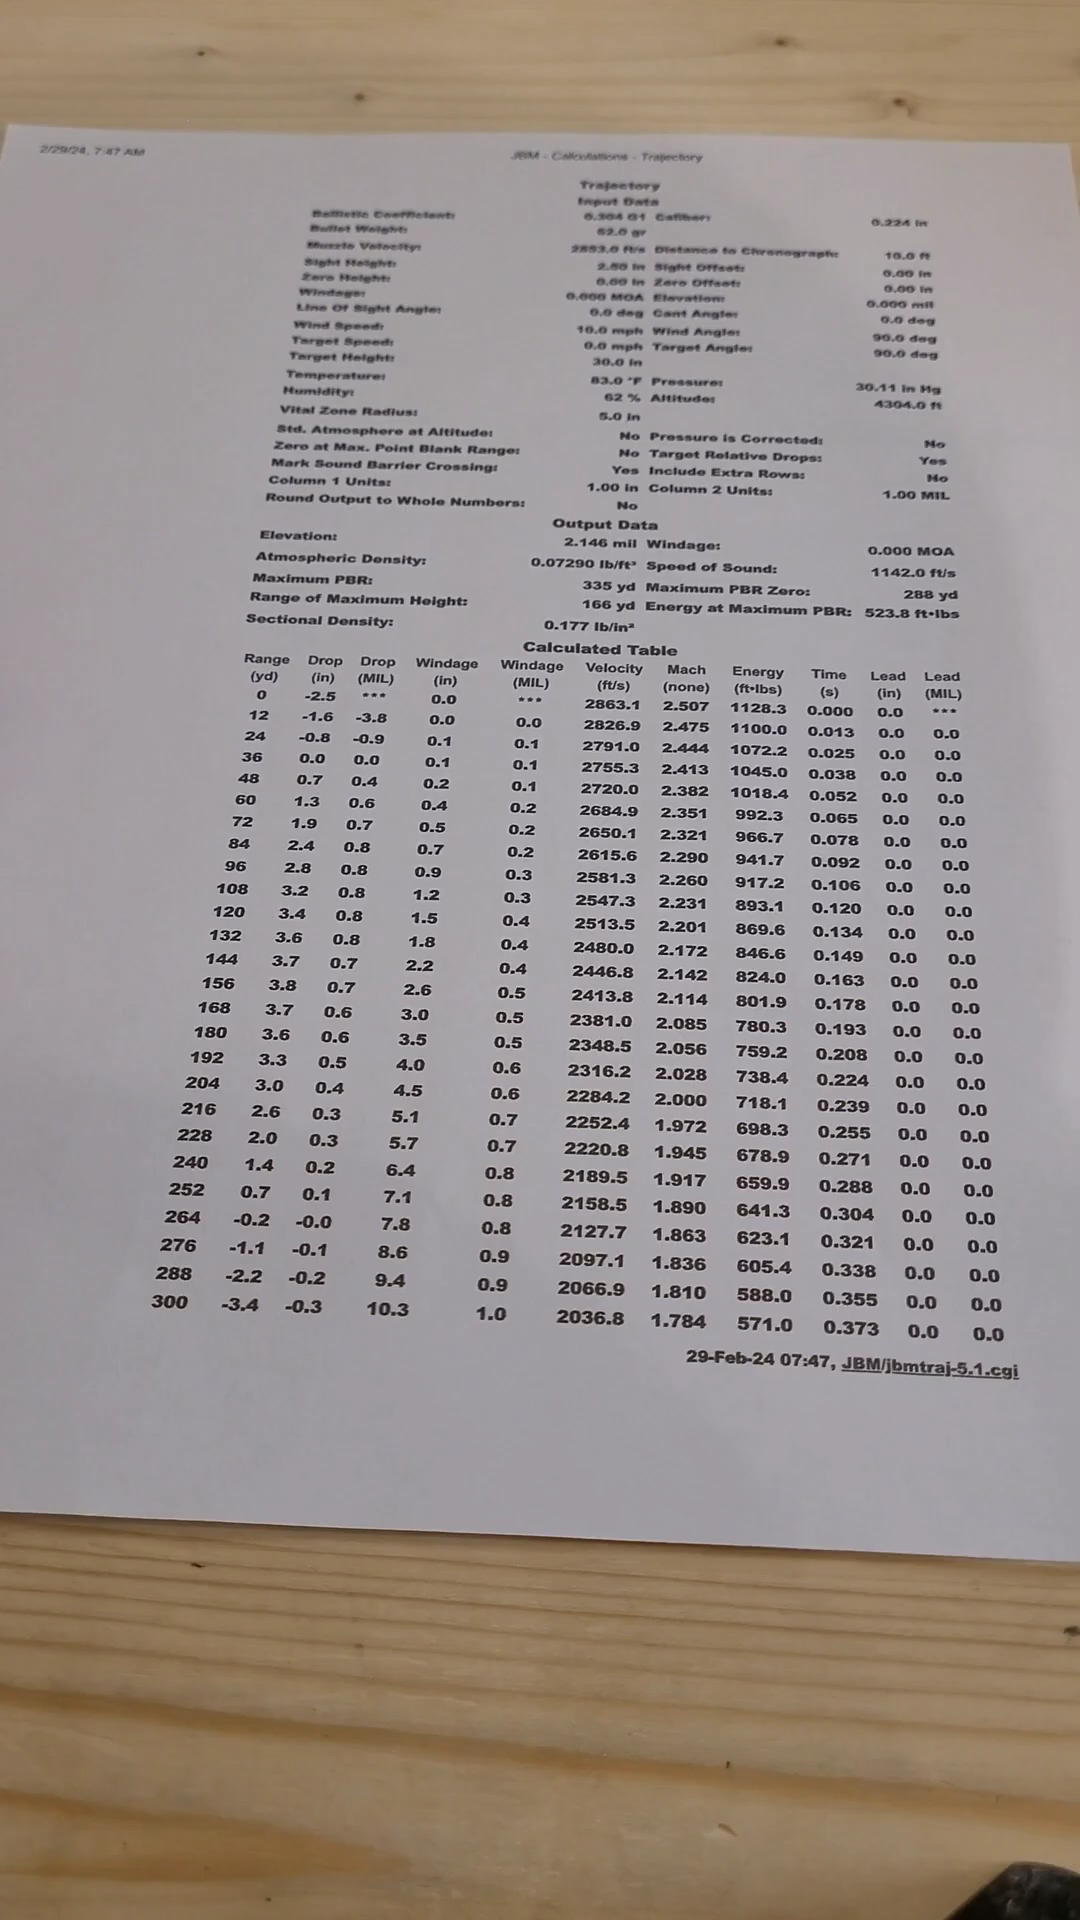 2/29/24, 7:47 AM JBM - Calculations - Trajectory
Trajectory
Input Data
Ballistic Coefficient: 0.304 G1 Caliber: 0.224 in
Bullet Weight: 62.0 gr
Muzzle Velocity: 2853.0 ft/s Distance to Chronograph: 10.0 ft
Sight Height: 2.50 in Sight Offset: 0.00 in
Zero Height: 0.00 in Zero Offset: 0.00 in
Windage: 0.000 MOA Elevation: 0.000 mil
Line Of Sight Angle: 0.0 deg Cant Angle: 0.0 deg
Wind Speed: 10.0 mph Wind Angle: 90.0 deg
Target Speed: 0.0 mph Target Angle: 90.0 deg
Target Height: 30.0 in
Temperature: 83.0 °F Pressure: 30.11 in Hg
Humidity: 62 % Altitude: 4304.0 ft
Vital Zone Radius: 5.0 in
Std. Atmosphere at Altitude: No Pressure is Corrected: No
Zero at Max. Point Blank Range: No Target Relative Drops: Yes
Mark Sound Barrier Crossing: Yes Include Extra Rows: No
Column 1 Units: 1.00 in Column 2 Units: 1.00 MIL
Round Output to Whole Numbers: No
Output Data
Elevation: 2.146 mil Windage: 0.000 MOA
Atmospheric Density: 0.07290 lb/ft³ Speed of Sound: 1142.0 ft/s
Maximum PBR: 335 yd Maximum PBR Zero: 288 yd
Range of Maximum Height: 166 yd Energy at Maximum PBR: 523.8 ft•lbs
Sectional Density: 0.177 lb/in²
Calculated Table
Range Drop Drop Windage Windage Velocity Mach Energy Time Lead Lead
(yd) (in) (MIL) (in) (MIL) (ft/s) (none) (ft•lbs) (s) (in) (MIL)
0 -2.5 *** 0.0 *** 2863.1 2.507 1128.3 0.000 0.0 ***
12 -1.6 -3.8 0.0 0.0 2826.9 2.475 1100.0 0.013 0.0 0.0
24 -0.8 -0.9 0.1 0.1 2791.0 2.444 1072.2 0.025 0.0 0.0
36 0.0 0.0 0.1 0.1 2755.3 2.413 1045.0 0.038 0.0 0.0
48 0.7 0.4 0.2 0.1 2720.0 2.382 1018.4 0.052 0.0 0.0
60 1.3 0.6 0.4 0.2 2684.9 2.351 992.3 0.065 0.0 0.0
72 1.9 0.7 0.5 0.2 2650.1 2.321 966.7 0.078 0.0 0.0
84 2.4 0.8 0.7 0.2 2615.6 2.290 941.7 0.092 0.0 0.0
96 2.8 0.8 0.9 0.3 2581.3 2.260 917.2 0.106 0.0 0.0
108 3.2 0.8 1.2 0.3 2547.3 2.231 893.1 0.120 0.0 0.0
120 3.4 0.8 1.5 0.4 2513.5 2.201 869.6 0.134 0.0 0.0
132 3.6 0.8 1.8 0.4 2480.0 2.172 846.6 0.149 0.0 0.0
144 3.7 0.7 2.2 0.4 2446.8 2.142 824.0 0.163 0.0 0.0
156 3.8 0.7 2.6 0.5 2413.8 2.114 801.9 0.178 0.0 0.0
168 3.7 0.6 3.0 0.5 2381.0 2.085 780.3 0.193 0.0 0.0
180 3.6 0.6 3.5 0.5 2348.5 2.056 759.2 0.208 0.0 0.0
192 3.3 0.5 4.0 0.6 2316.2 2.028 738.4 0.224 0.0 0.0
204 3.0 0.4 4.5 0.6 2284.2 2.000 718.1 0.239 0.0 0.0
216 2.6 0.3 5.1 0.7 2252.4 1.972 698.3 0.255 0.0 0.0
228 2.0 0.3 5.7 0.7 2220.8 1.945 678.9 0.271 0.0 0.0
240 1.4 0.2 6.4 0.8 2189.5 1.917 659.9 0.288 0.0 0.0
252 0.7 0.1 7.1 0.8 2158.5 1.890 641.3 0.304 0.0 0.0
264 -0.2 -0.0 7.8 0.8 2127.7 1.863 623.1 0.321 0.0 0.0
276 -1.1 -0.1 8.6 0.9 2097.1 1.836 605.4 0.338 0.0 0.0
288 -2.2 -0.2 9.4 0.9 2066.9 1.810 588.0 0.355 0.0 0.0
300 -3.4 -0.3 10.3 1.0 2036.8 1.784 571.0 0.373 0.0 0.0
29-Feb-24 07:47, JBM/jbmtraj-5.1.cgi